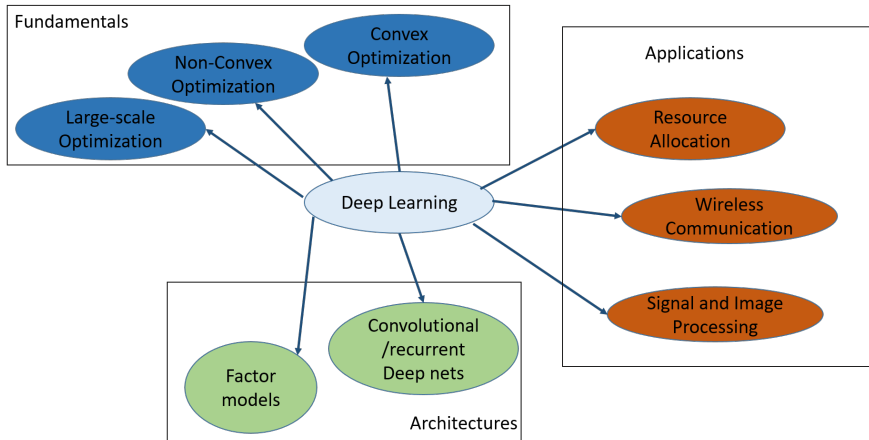 Fundamentals
Convex
Optimization
Non-Convex
Optimization
Large-scale
Optimization
Applications
Resource
Allocation
Wireless
Communication
Signal and Image
Processing
Deep Learning
Convolutional
/recurrent
Deep nets
Factor
models
Architectures